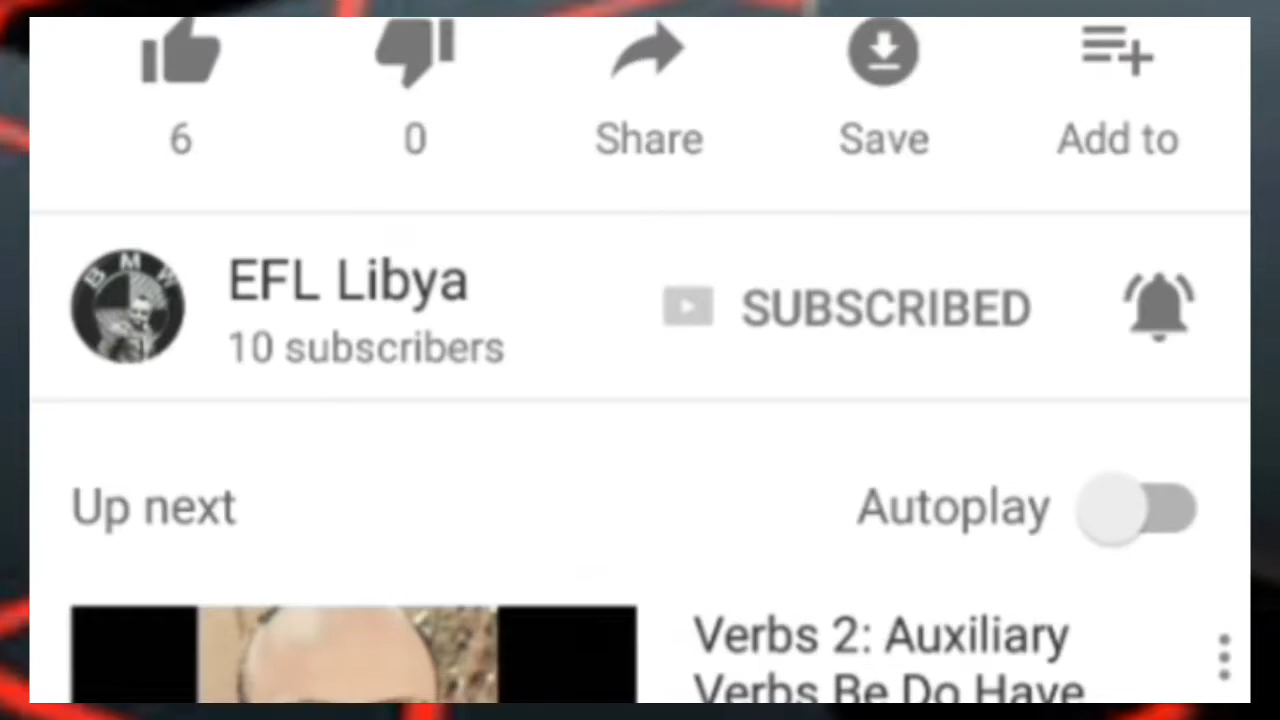 6
0
Share
Save
Add to
BMW
EFL Libya
10 subscribers
SUBSCRIBED
Up next
Autoplay
Verbs 2: Auxiliary
Verbs Be Do Have